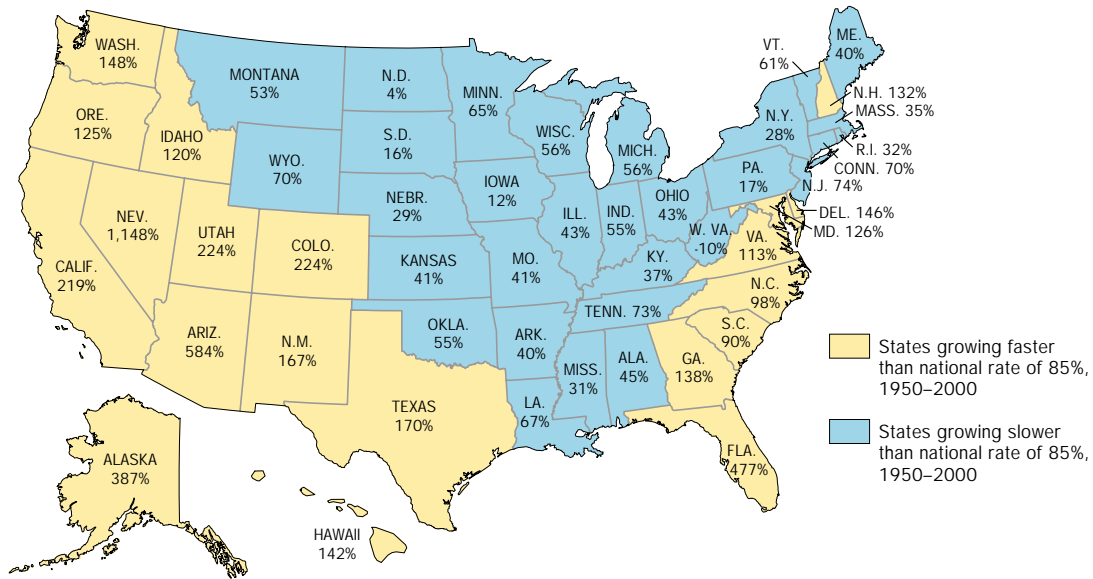 WASH.
148%
ORE.
125%
IDAHO
120%
MONTANA
53%
WYO.
70%
NEV.
1,148%
UTAH
224%
COLO.
224%
CALIF.
219%
ARIZ.
584%
N.M.
167%
N.D.
4%
S.D.
16%
NEBR.
29%
KANSAS
41%
OKLA.
55%
TEXAS
170%
MINN.
65%
IOWA
12%
MO.
41%
ARK.
40%
LA.
67%
WISC.
56%
ILL.
43%
MICH.
56%
IND.
55%
OHIO
43%
KY.
37%
TENN. 73%
MISS.
31%
ALA.
45%
GA.
138%
FLA.
477%
S.C.
90%
N.C.
98%
VA.
113%
W. VA.
-10%
PA.
17%
N.Y.
28%
VT.
61%
ME.
40%
N.H. 132%
MASS. 35%
R.I. 32%
CONN. 70%
N.J. 74%
DEL. 146%
MD. 126%
ALASKA
387%
HAWAII
142%
States growing faster
than national rate of 85%,
1950–2000
States growing slower
than national rate of 85%,
1950–2000